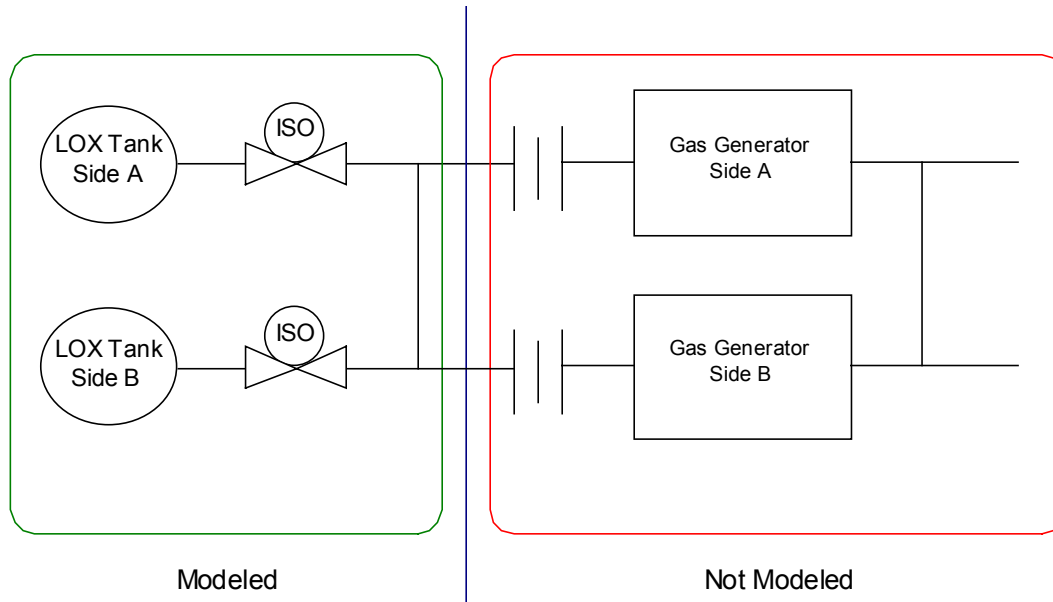 ISO
LOX Tank
Side A
Gas Generator
Side A
ISO
LOX Tank
Side B
Gas Generator
Side B
Modeled
Not Modeled